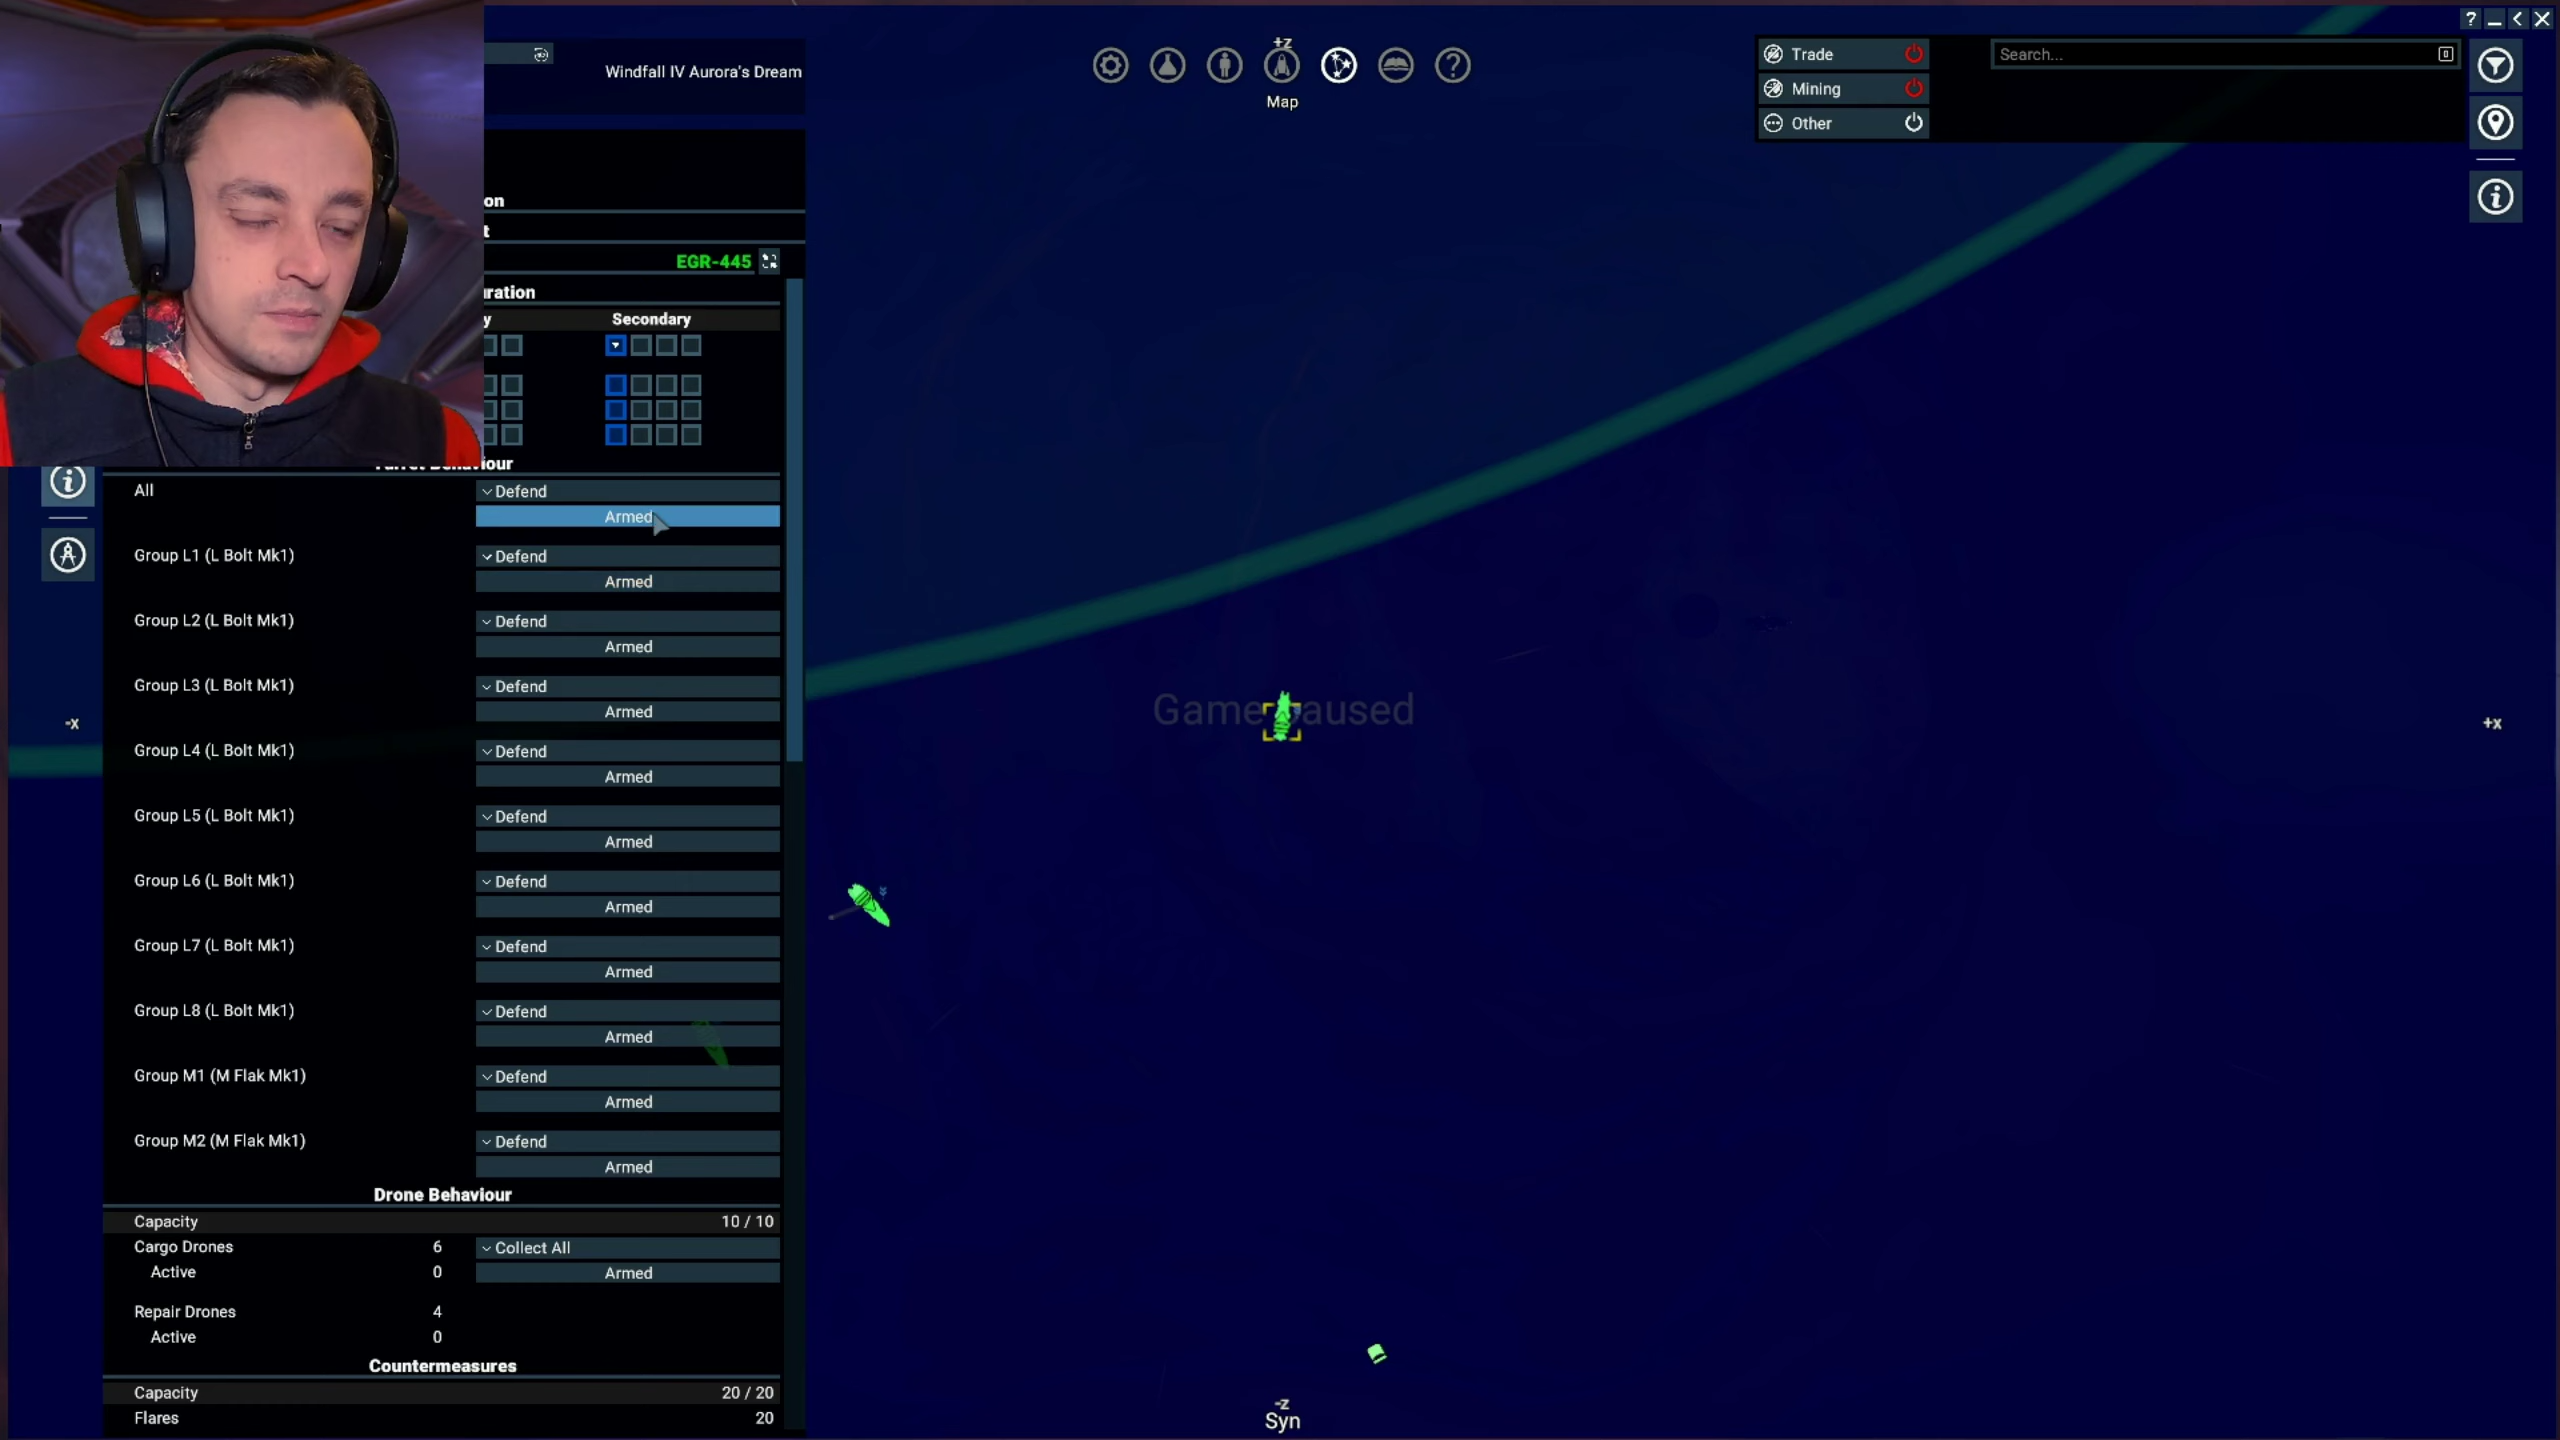 Windfall IV Aurora's Dream
+Z
Map
Trade
Mining
Other
Search...
on
t
EGR-445
uration
y Secondary
our
All Defend
Armed
Group L1 (L Bolt Mk1) Defend
Armed
Group L2 (L Bolt Mk1) Defend
Armed
Group L3 (L Bolt Mk1) Defend
Armed
Group L4 (L Bolt Mk1) Defend
Armed
Group L5 (L Bolt Mk1) Defend
Armed
Group L6 (L Bolt Mk1) Defend
Armed
Group L7 (L Bolt Mk1) Defend
Armed
Group L8 (L Bolt Mk1) Defend
Armed
Group M1 (M Flak Mk1) Defend
Armed
Group M2 (M Flak Mk1) Defend
Armed
Drone Behaviour
Capacity 10 / 10
Cargo Drones 6 Collect All
Active 0 Armed
Repair Drones 4
Active 0
Countermeasures
Capacity 20 / 20
Flares 20
-X
Game aused
+X
-Z
Syn